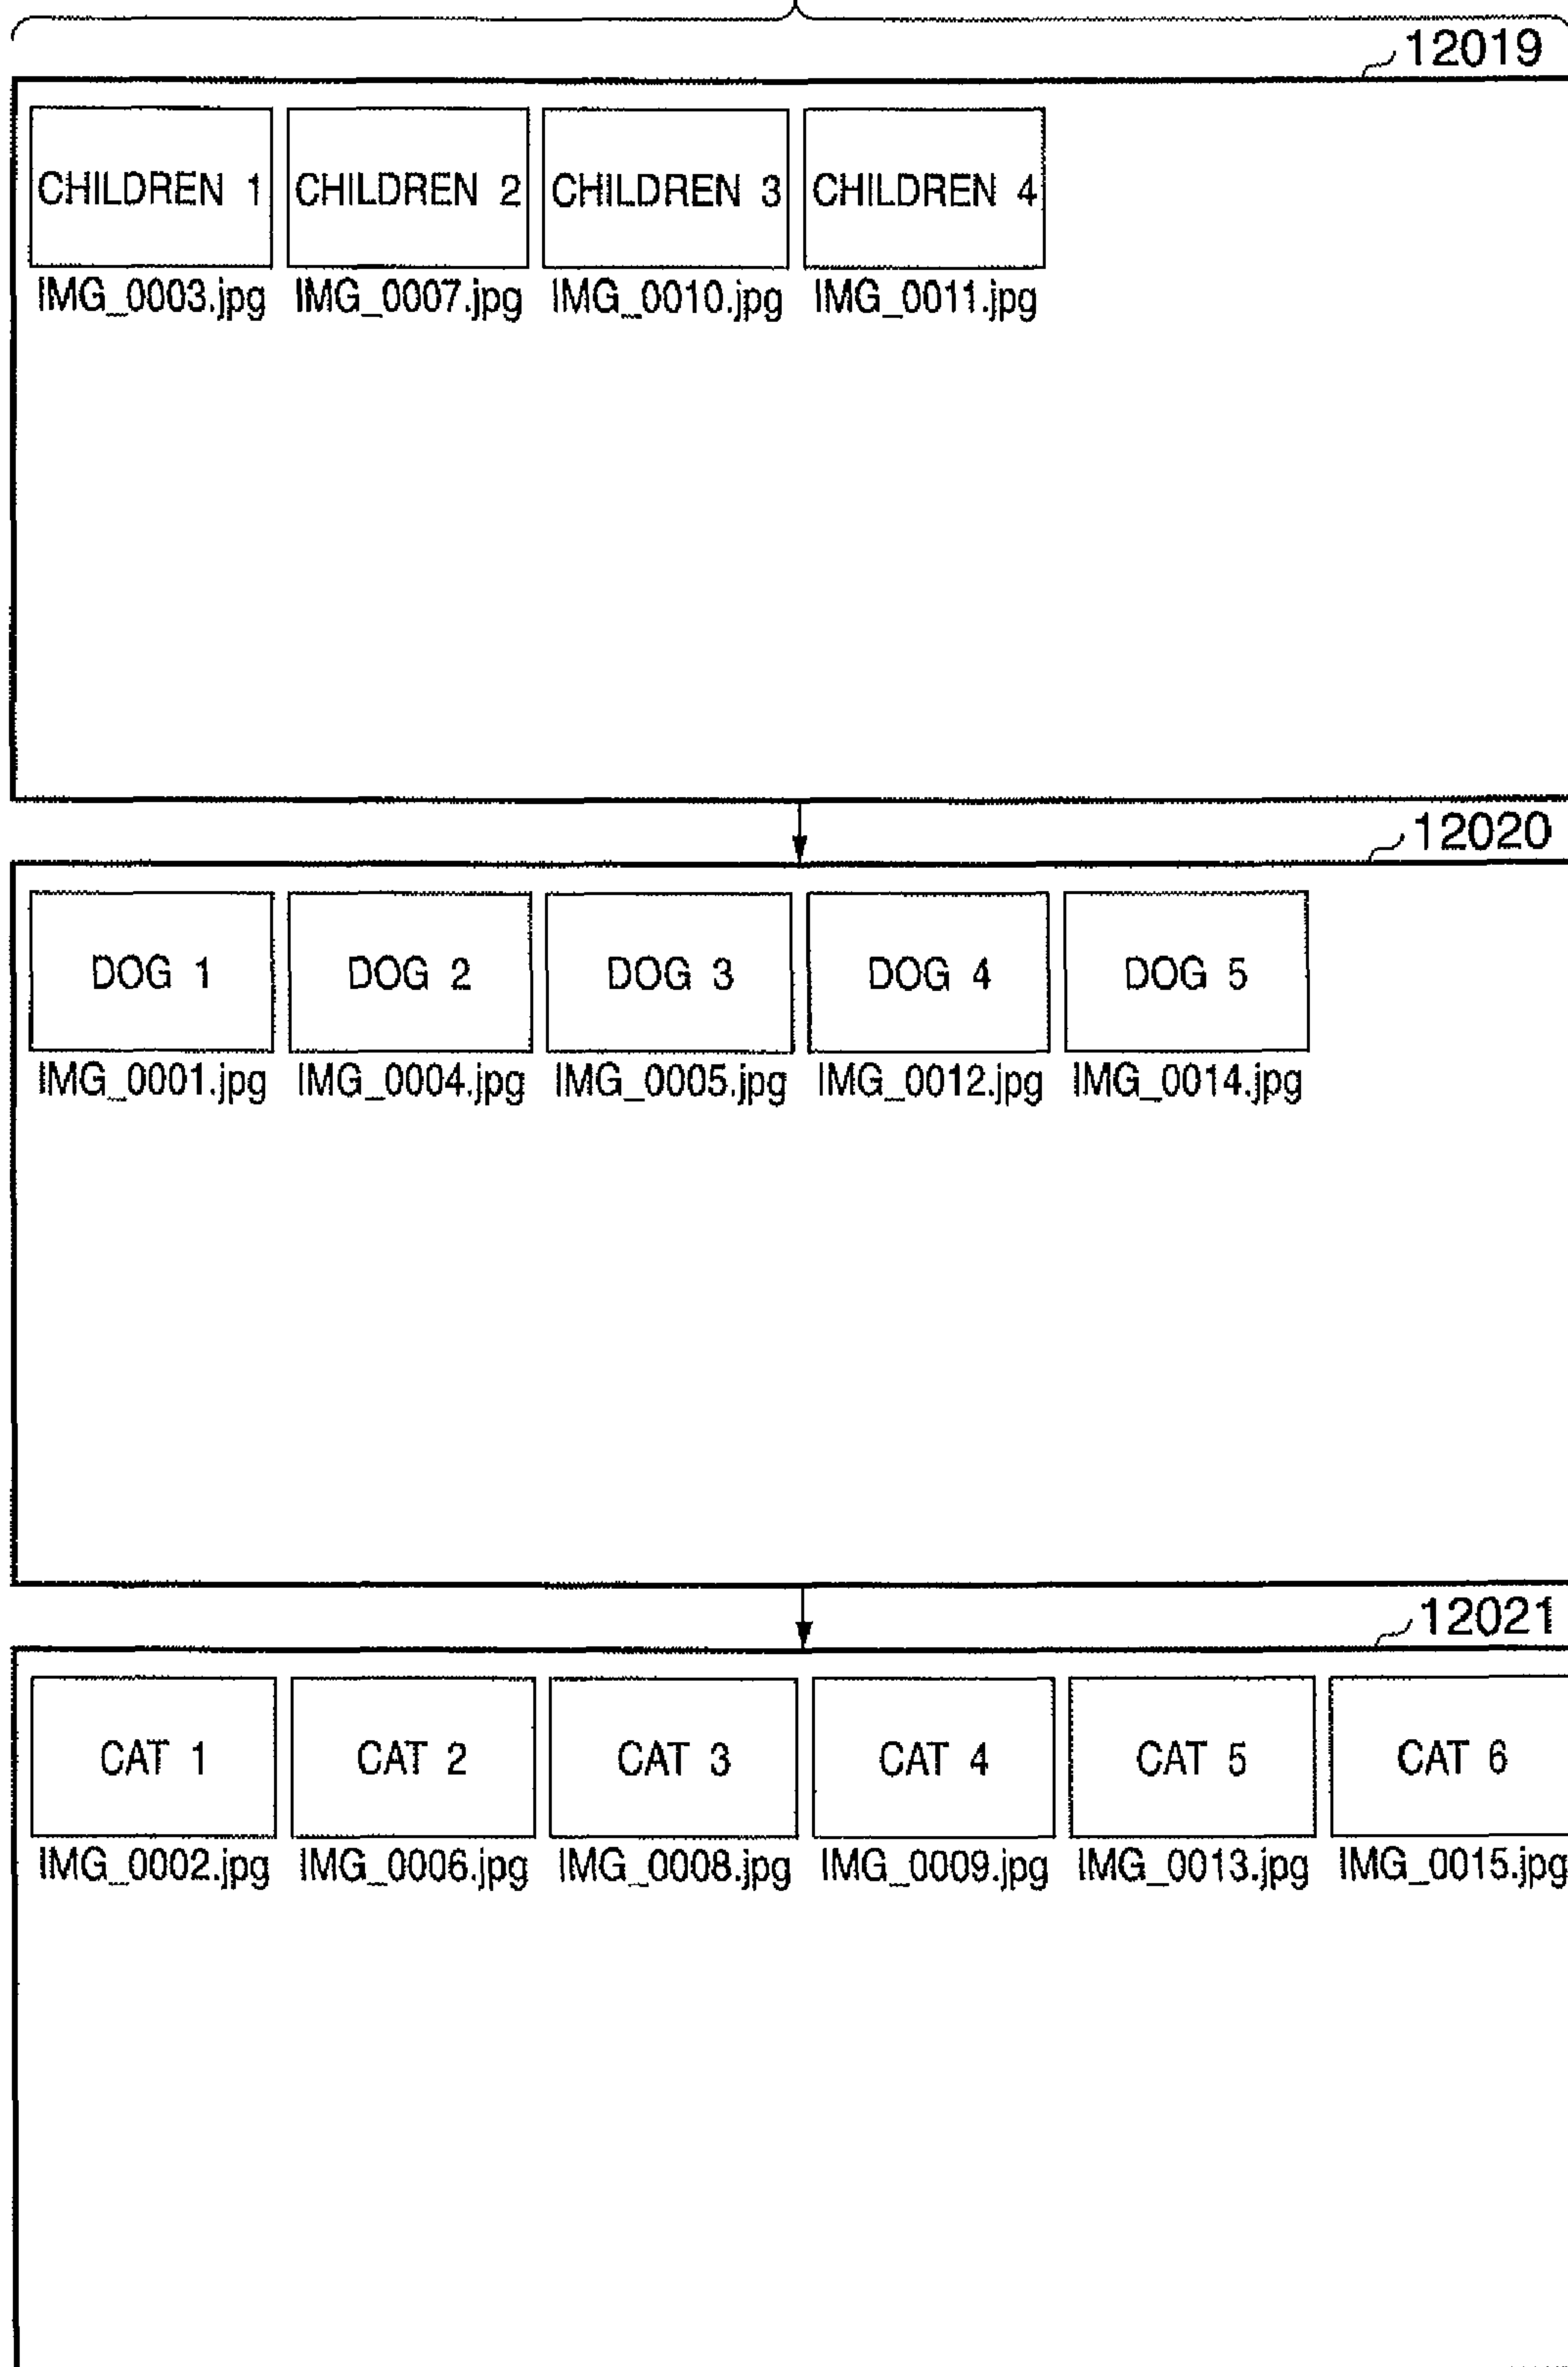 12019
CHILDREN 1 CHILDREN 2 CHILDREN 3 CHILDREN 4
IMG_0003.jpg IMG_0007.jpg IMG_0010.jpg IMG_0011.jpg
12020
DOG 1 DOG 2 DOG 3 DOG 4 DOG 5
IMG_0001.jpg IMG_0004.jpg IMG_0005.jpg IMG_0012.jpg IMG_0014.jpg
12021
CAT 1 CAT 2 CAT 3 CAT 4 CAT 5 CAT 6
IMG_0002.jpg IMG_0006.jpg IMG_0008.jpg IMG_0009.jpg IMG_0013.jpg IMG_0015.jpg